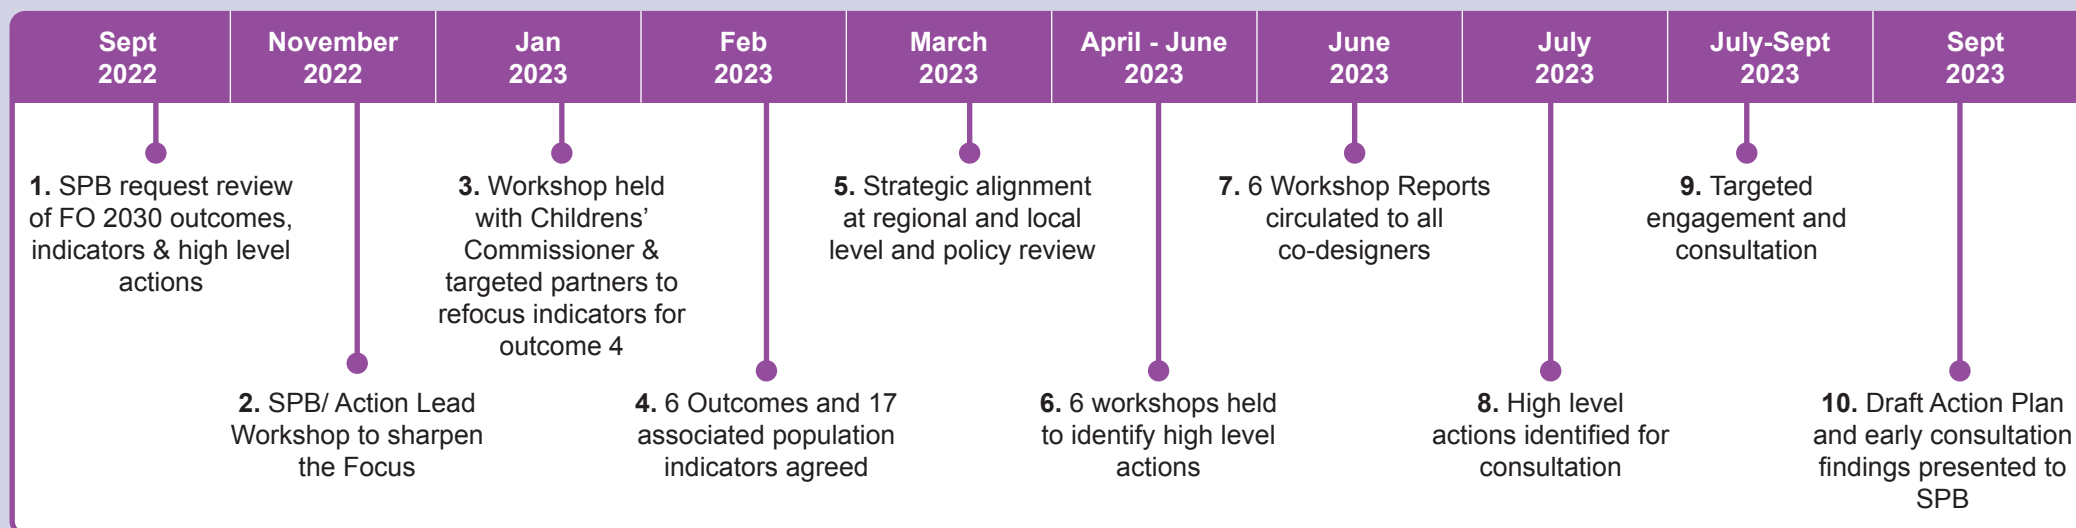 Sept
2022
November
2022
Jan
2023
Feb
2023
March
2023
April - June
2023
June
2023
July
2023
July-Sept
2023
Sept
2023
1. SPB request review
of FO 2030 outcomes,
indicators & high level
actions
2. SPB/ Action Lead
Workshop to sharpen
the Focus
3. Workshop held
with Childrens’
Commissioner &
targeted partners to
refocus indicators for
outcome 4
4. 6 Outcomes and 17
associated population
indicators agreed
5. Strategic alignment
at regional and local
level and policy review
6. 6 workshops held
to identify high level
actions
7. 6 Workshop Reports
circulated to all
co-designers
8. High level
actions identified for
consultation
9. Targeted
engagement and
consultation
10. Draft Action Plan
and early consultation
findings presented to
SPB